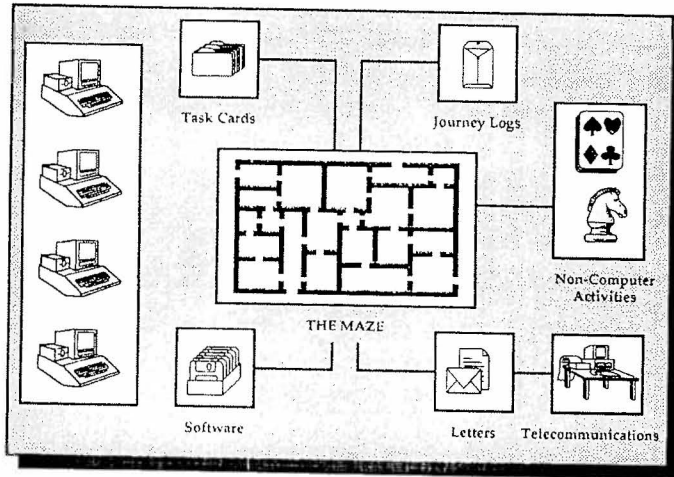 Task Cards
Journey Logs
Non-Computer
Activities
THE MAZE
Software
Letters
Telecommunications